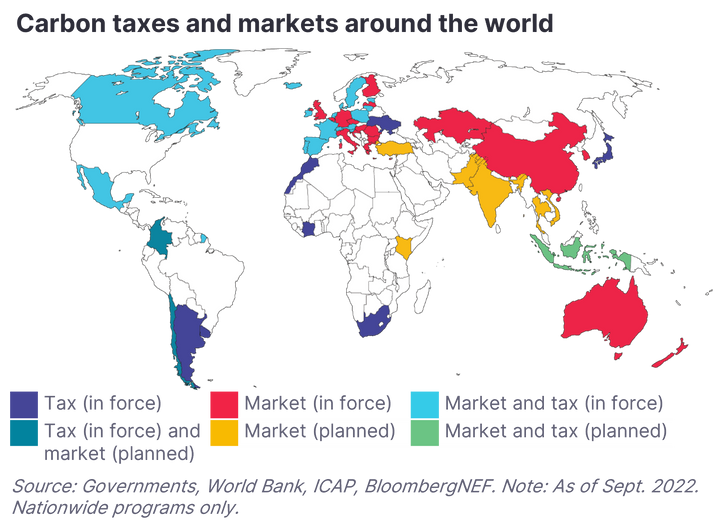 Carbon taxes and markets around the world
Tax (in force)
Market (in force)
Market and tax (in force)
Tax (in force) and
market (planned)
Market (planned)
Market and tax (planned)
Source: Governments, World Bank, ICAP, BloombergNEF. Note: As of Sept. 2022.
Nationwide programs only.